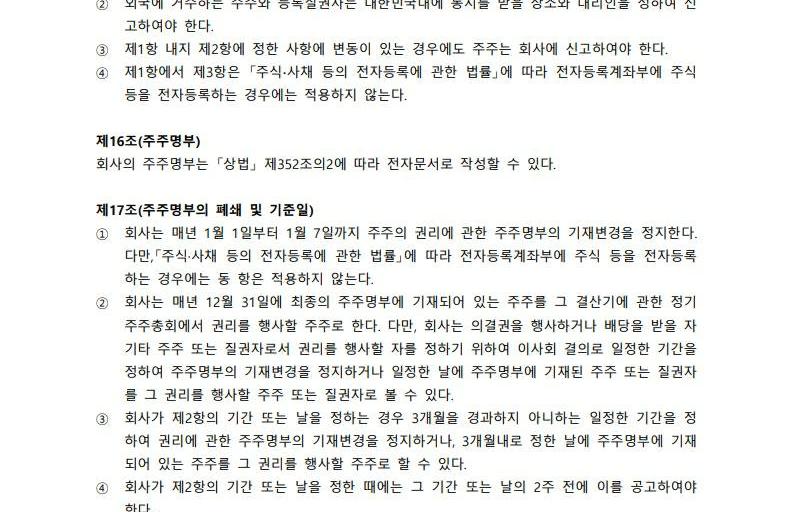 ② 외국에 거주하는 주주와 등록질권자는 대한민국내에 통지를 받을 장소와 대리인을 정하여 신
고하여야 한다.
③ 제1항 내지 제2항에 정한 사항에 변동이 있는 경우에도 주주는 회사에 신고하여야 한다.
④ 제1항에서 제3항은 「주식·사채 등의 전자등록에 관한 법률」에 따라 전자등록계좌부에 주식
등을 전자등록하는 경우에는 적용하지 않는다.
제16조(주주명부)
회사의 주주명부는 「상법」 제352조의2에 따라 전자문서로 작성할 수 있다.
제17조(주주명부의 폐쇄 및 기준일)
① 회사는 매년 1월 1일부터 1월 7일까지 주주의 권리에 관한 주주명부의 기재변경을 정지한다.
다만,「주식·사채 등의 전자등록에 관한 법률」에 따라 전자등록계좌부에 주식 등을 전자등록
하는 경우에는 동 항은 적용하지 않는다.
② 회사는 매년 12월 31일에 최종의 주주명부에 기재되어 있는 주주를 그 결산기에 관한 정기
주주총회에서 권리를 행사할 주주로 한다. 다만, 회사는 의결권을 행사하거나 배당을 받을 자
기타 주주 또는 질권자로서 권리를 행사할 자를 정하기 위하여 이사회 결의로 일정한 기간을
정하여 주주명부의 기재변경을 정지하거나 일정한 날에 주주명부에 기재된 주주 또는 질권자
를 그 권리를 행사할 주주 또는 질권자로 볼 수 있다.
③ 회사가 제2항의 기간 또는 날을 정하는 경우 3개월을 경과하지 아니하는 일정한 기간을 정
하여 권리에 관한 주주명부의 기재변경을 정지하거나, 3개월내로 정한 날에 주주명부에 기재
되어 있는 주주를 그 권리를 행사할 주주로 할 수 있다.
④ 회사가 제2항의 기간 또는 날을 정한 때에는 그 기간 또는 날의 2주 전에 이를 공고하여야
한다.